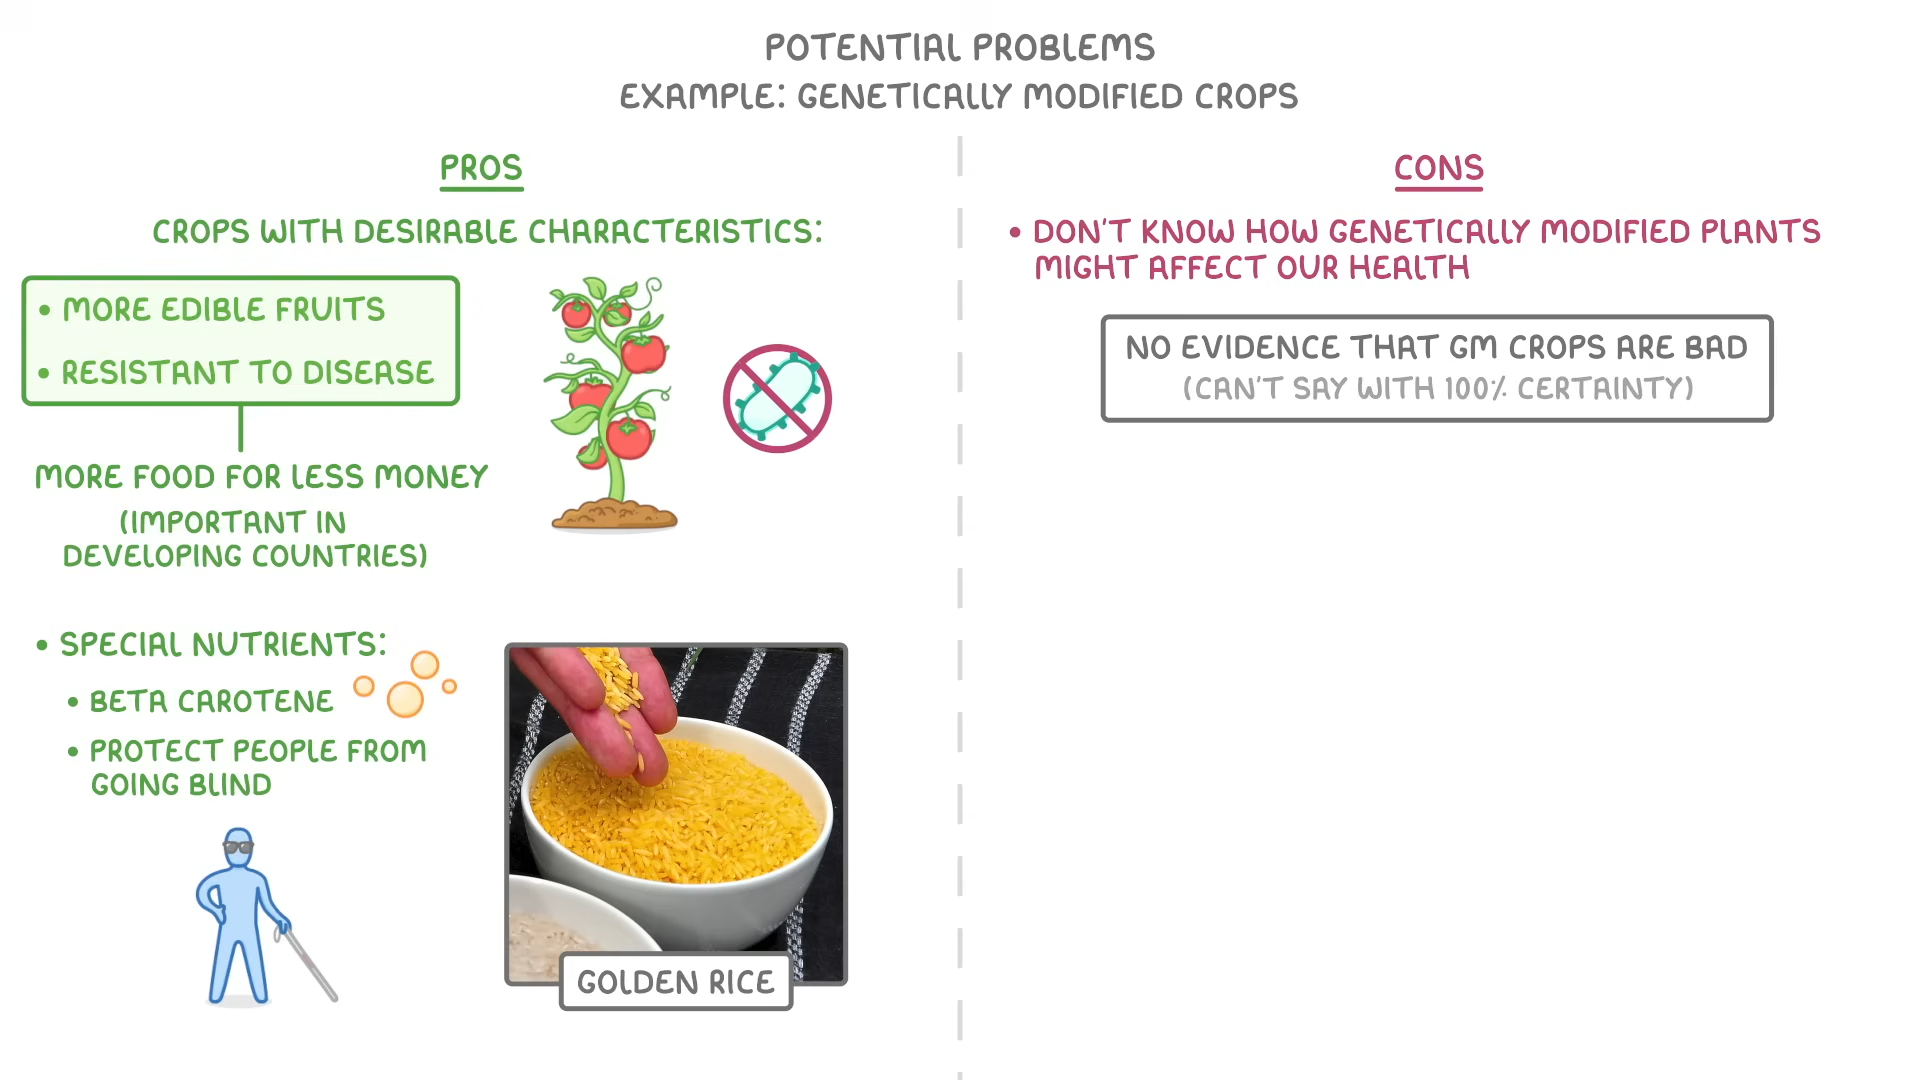 POTENTIAL PROBLEMS
EXAMPLE: GENETICALLY MODIFIED CROPS
PROS
CROPS WITH DESIRABLE CHARACTERISTICS:
• MORE EDIBLE FRUITS
• RESISTANT TO DISEASE
MORE FOOD FOR LESS MONEY
(IMPORTANT IN
DEVELOPING COUNTRIES)
• SPECIAL NUTRIENTS:
• BETA CAROTENE
• PROTECT PEOPLE FROM
GOING BLIND
GOLDEN RICE
CONS
• DON'T KNOW HOW GENETICALLY MODIFIED PLANTS
MIGHT AFFECT OUR HEALTH
NO EVIDENCE THAT GM CROPS ARE BAD
(CAN'T SAY WITH 100% CERTAINTY)